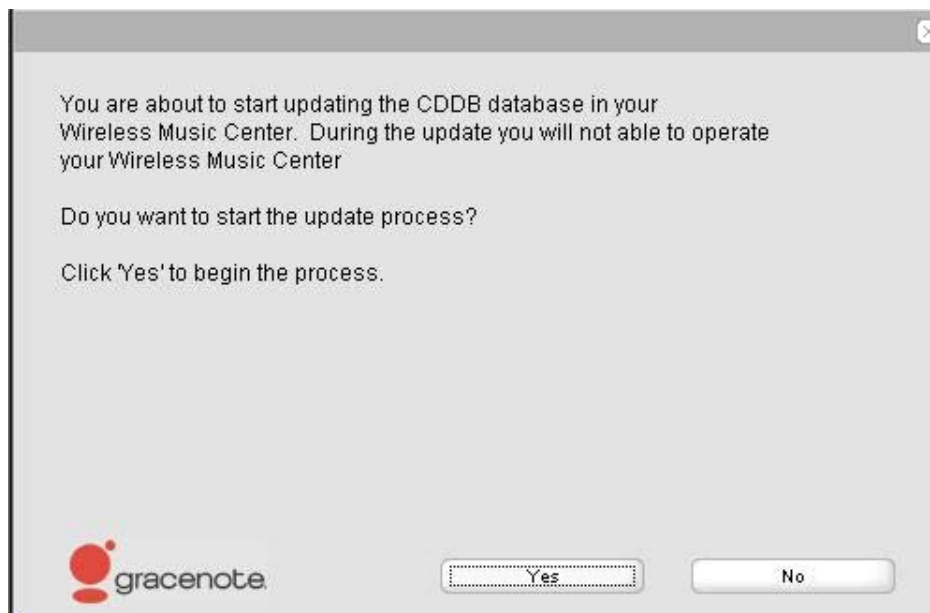 You are about to start updating the CDDB database in your
Wireless Music Center. During the update you will not able to operate
your Wireless Music Center
Do you want to start the update process?
Click 'Yes' to begin the process.
gracenote.
Yes
No